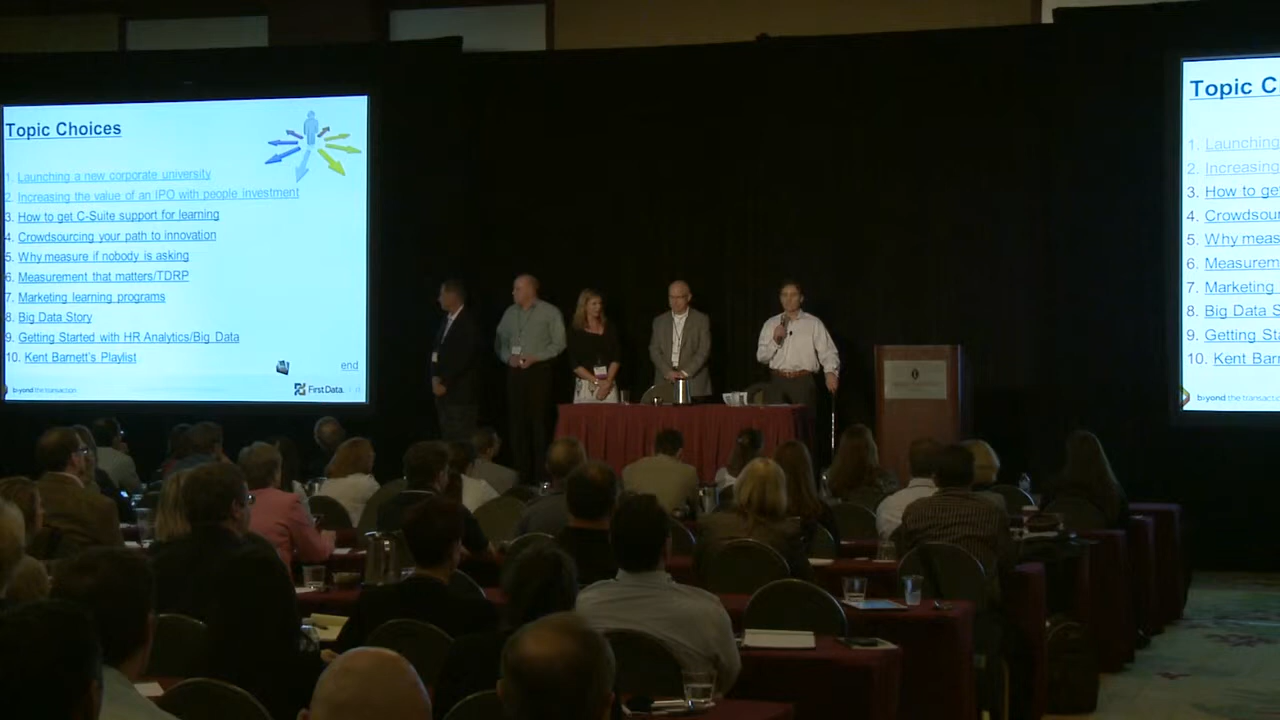 Topic Choices
1. Launching a new corporate university
2. Increasing the value of an IPO with people investment
3. How to get C-Suite support for learning
4. Crowdsourcing your path to innovation
5. Why measure if nobody is asking
6. Measurement that matters/TDRP
7. Marketing learning programs
8. Big Data Story
9. Getting Started with HR Analytics/Big Data
10. Kent Barnett's Playlist
end
beyond the transaction
First Data.
Topic C
1. Launching
2. Increasing
3. How to ge
4. Crowdsour
5. Why meas
6. Measurem
7. Marketing
8. Big Data S
9. Getting Sta
10. Kent Barn
beyond the transactio